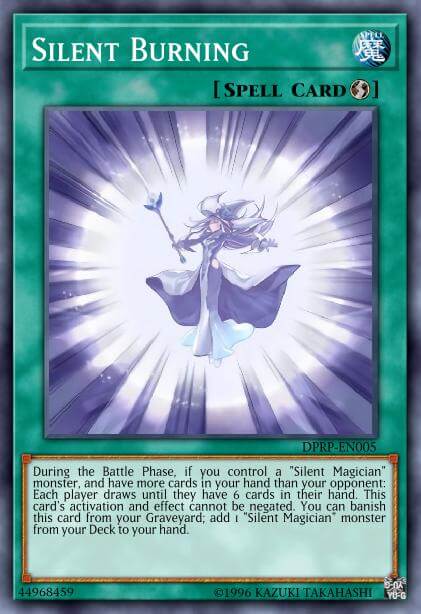 SILENT BURNING
SPELL
魔
[SPELL CARD]
DPRP-EN005
During the Battle Phase, if you control a "Silent Magician"
monster, and have more cards in your hand than your opponent:
Each player draws until they have 6 cards in their hand. This
card's activation and effect cannot be negated. You can banish
this card from your Graveyard; add 1 "Silent Magician" monster
from your Deck to your hand.
44968459
©1996 KAZUKI TAKAHASHI